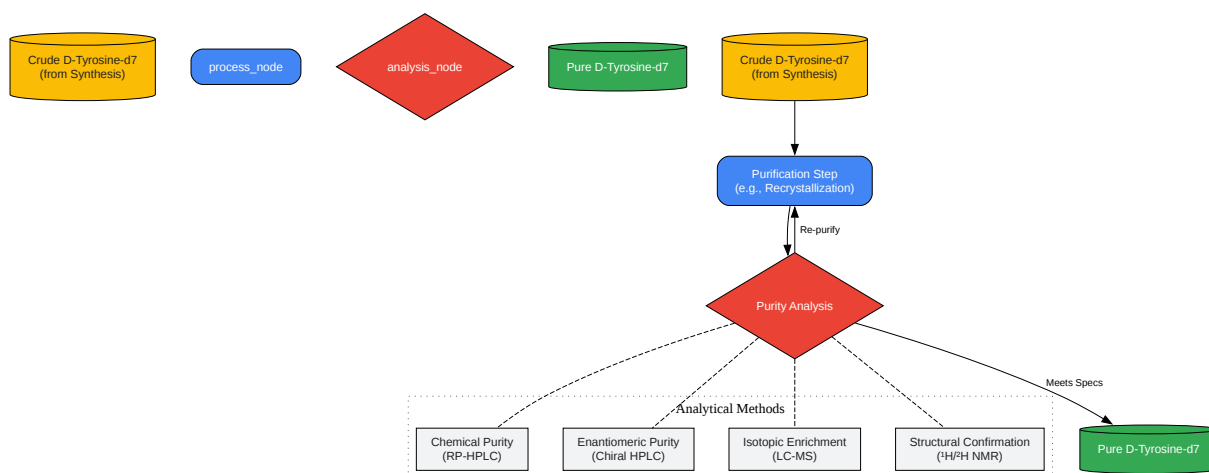 Crude D-Tyrosine-d7
(from Synthesis)
process_node
analysis_node
Pure D-Tyrosine-d7
Crude D-Tyrosine-d7
(from Synthesis)
Purification Step
(e.g., Recrystallization)
Re-purify
Purity Analysis
Meets Specs
Analytical Methods
Chemical Purity
(RP-HPLC)
Enantiomeric Purity
(Chiral HPLC)
Isotopic Enrichment
(LC-MS)
Structural Confirmation
(¹H/²H NMR)
Pure D-Tyrosine-d7